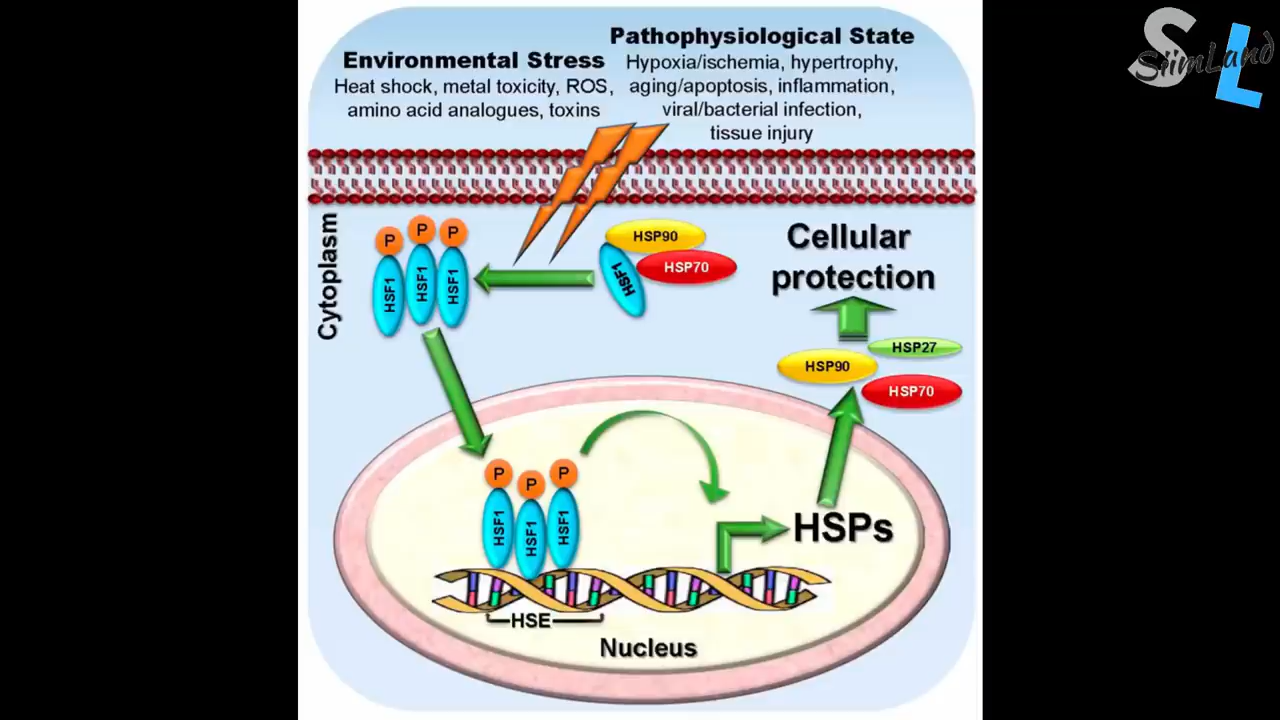 Environmental Stress
Heat shock, metal toxicity, ROS,
amino acid analogues, toxins
Pathophysiological State
Hypoxia/ischemia, hypertrophy,
aging/apoptosis, inflammation,
viral/bacterial infection,
tissue injury
SL
SiimLand
Cytoplasm
P
P
P
HSF1
HSF1
HSF1
HSP90
HSP70
HSF1
Cellular
protection
HSP27
HSP90
HSP70
P
P
P
HSF1
HSF1
HSF1
HSPs
HSE
Nucleus